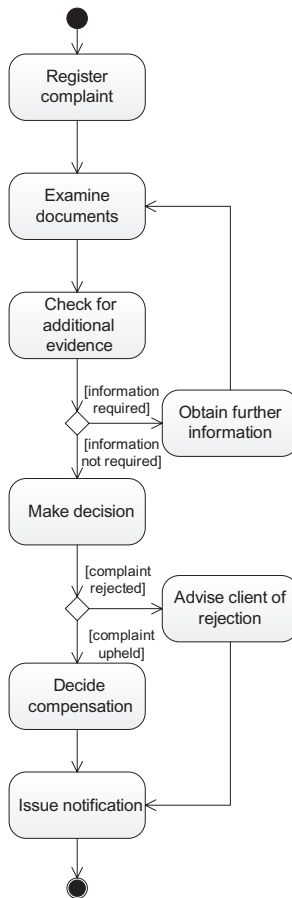 Register
complaint
Examine
documents
Check for
additional
evidence
[information
required]
Obtain further
information
[information
not required]
Make decision
[complaint
rejected]
Advise client of
rejection
[complaint
upheld]
Decide
compensation
Issue notification